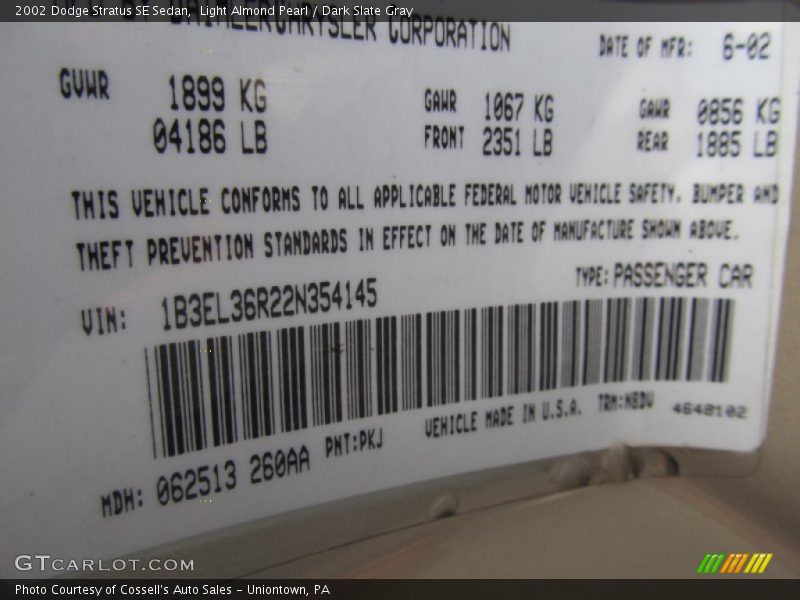 2002 Dodge Stratus SE Sedan, Light Almond Pearl / Dark Slate Gray
DAIMLERCHRYSLER CORPORATION
DATE OF MFR: 6-02
GVWR 1899 KG GAWR 1067 KG GAWR 0856 KG
04186 LB FRONT 2351 LB REAR 1885 LB
THIS VEHICLE CONFORMS TO ALL APPLICABLE FEDERAL MOTOR VEHICLE SAFETY, BUMPER AND
THEFT PREVENTION STANDARDS IN EFFECT ON THE DATE OF MANUFACTURE SHOWN ABOVE.
VIN: 1B3EL36R22N354145 TYPE: PASSENGER CAR
MDH: 062513 260AA PNT:PKJ VEHICLE MADE IN U.S.A. TRM:NBDV 4648102
GTCARLOT.COM
Photo Courtesy of Cossell's Auto Sales - Uniontown, PA